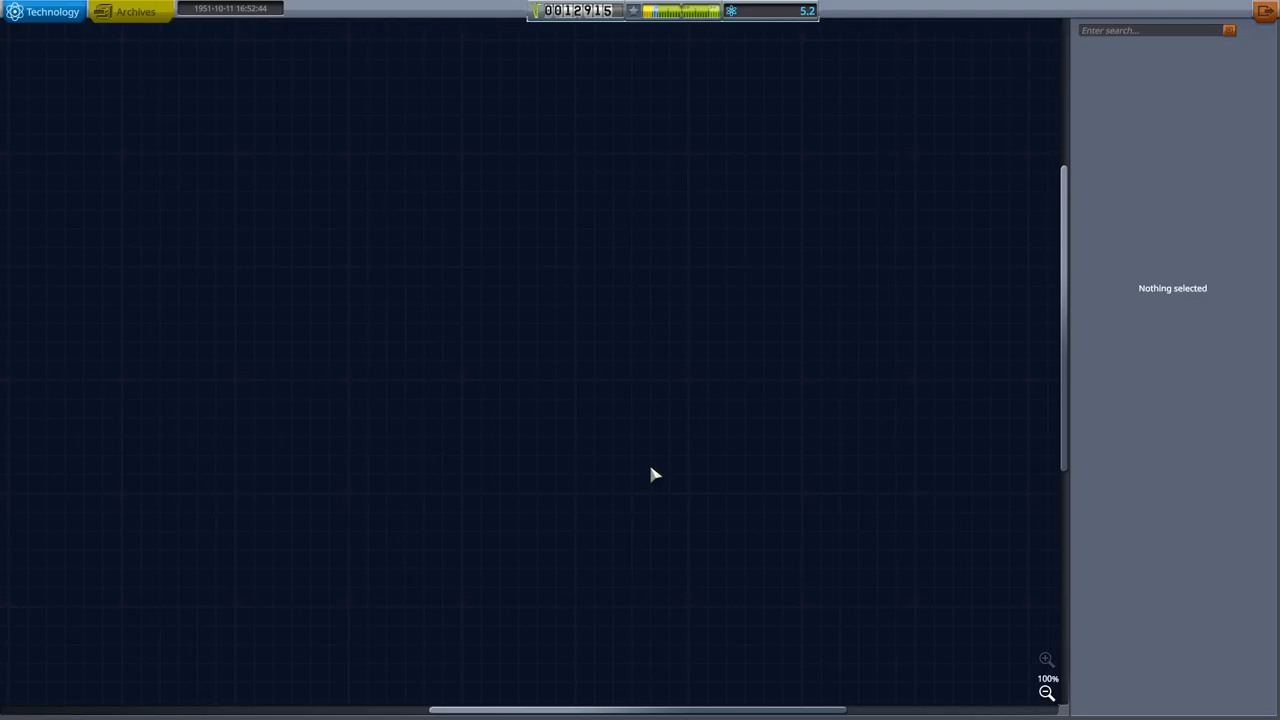 Technology
Archives
1951-10-11 16:52:44
0012915
5.2
Enter search...
Nothing selected
100%